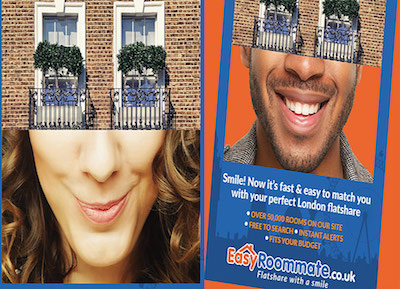 Smile! Now it's fast & easy to match you
with your perfect London flatshare
• OVER 50,000 ROOMS ON OUR SITE
• FREE TO SEARCH • INSTANT ALERTS
• FITS YOUR BUDGET
EasyRoommate.co.uk
Flatshare with a smile